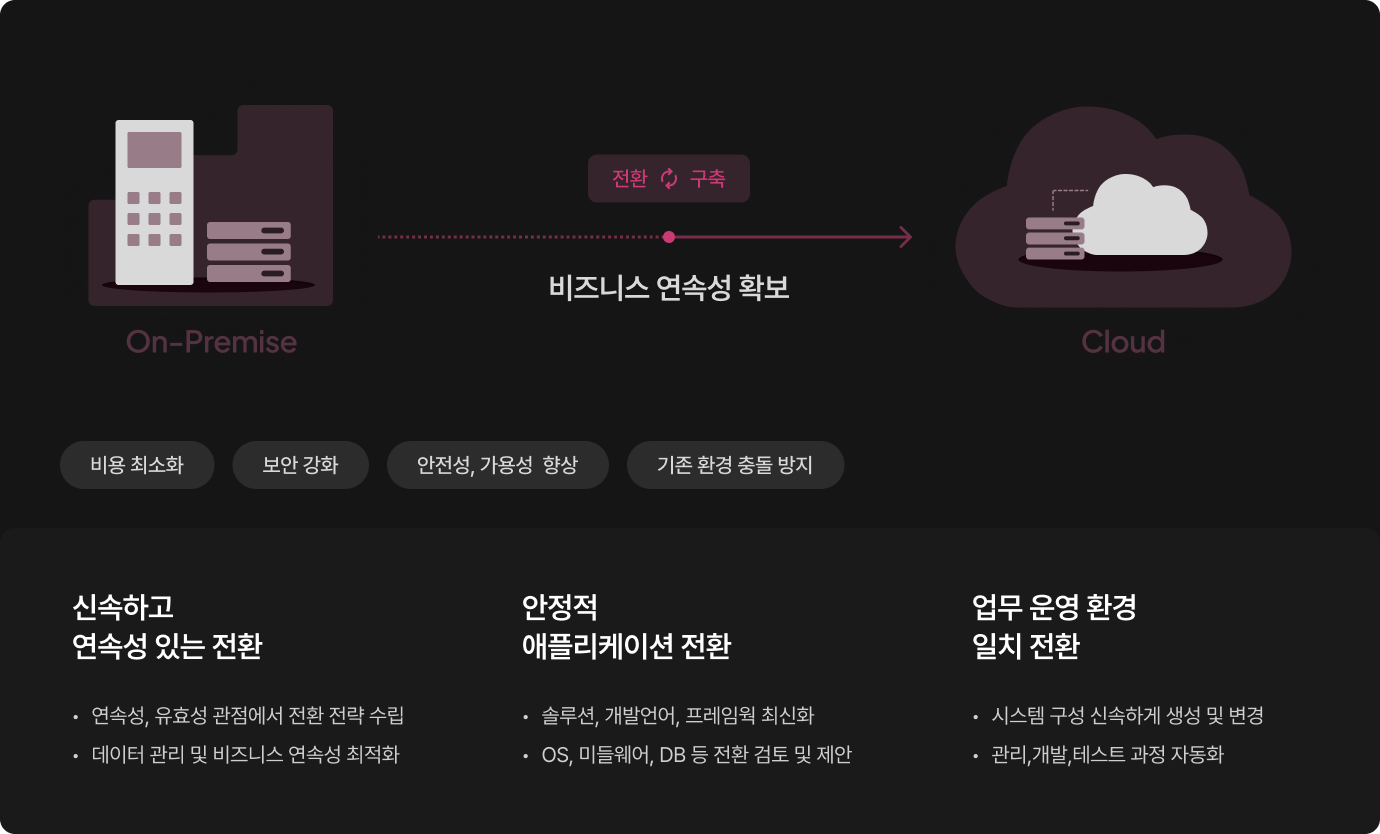 전환 구축
비즈니스 연속성 확보
On-Premise
Cloud
비용 최소화
보안 강화
안전성, 가용성 향상
기존 환경 충돌 방지
신속하고
연속성 있는 전환
• 연속성, 유효성 관점에서 전환 전략 수립
• 데이터 관리 및 비즈니스 연속성 최적화
안정적
애플리케이션 전환
• 솔루션, 개발언어, 프레임웍 최신화
• OS, 미들웨어, DB 등 전환 검토 및 제안
업무 운영 환경
일치 전환
• 시스템 구성 신속하게 생성 및 변경
• 관리,개발,테스트 과정 자동화